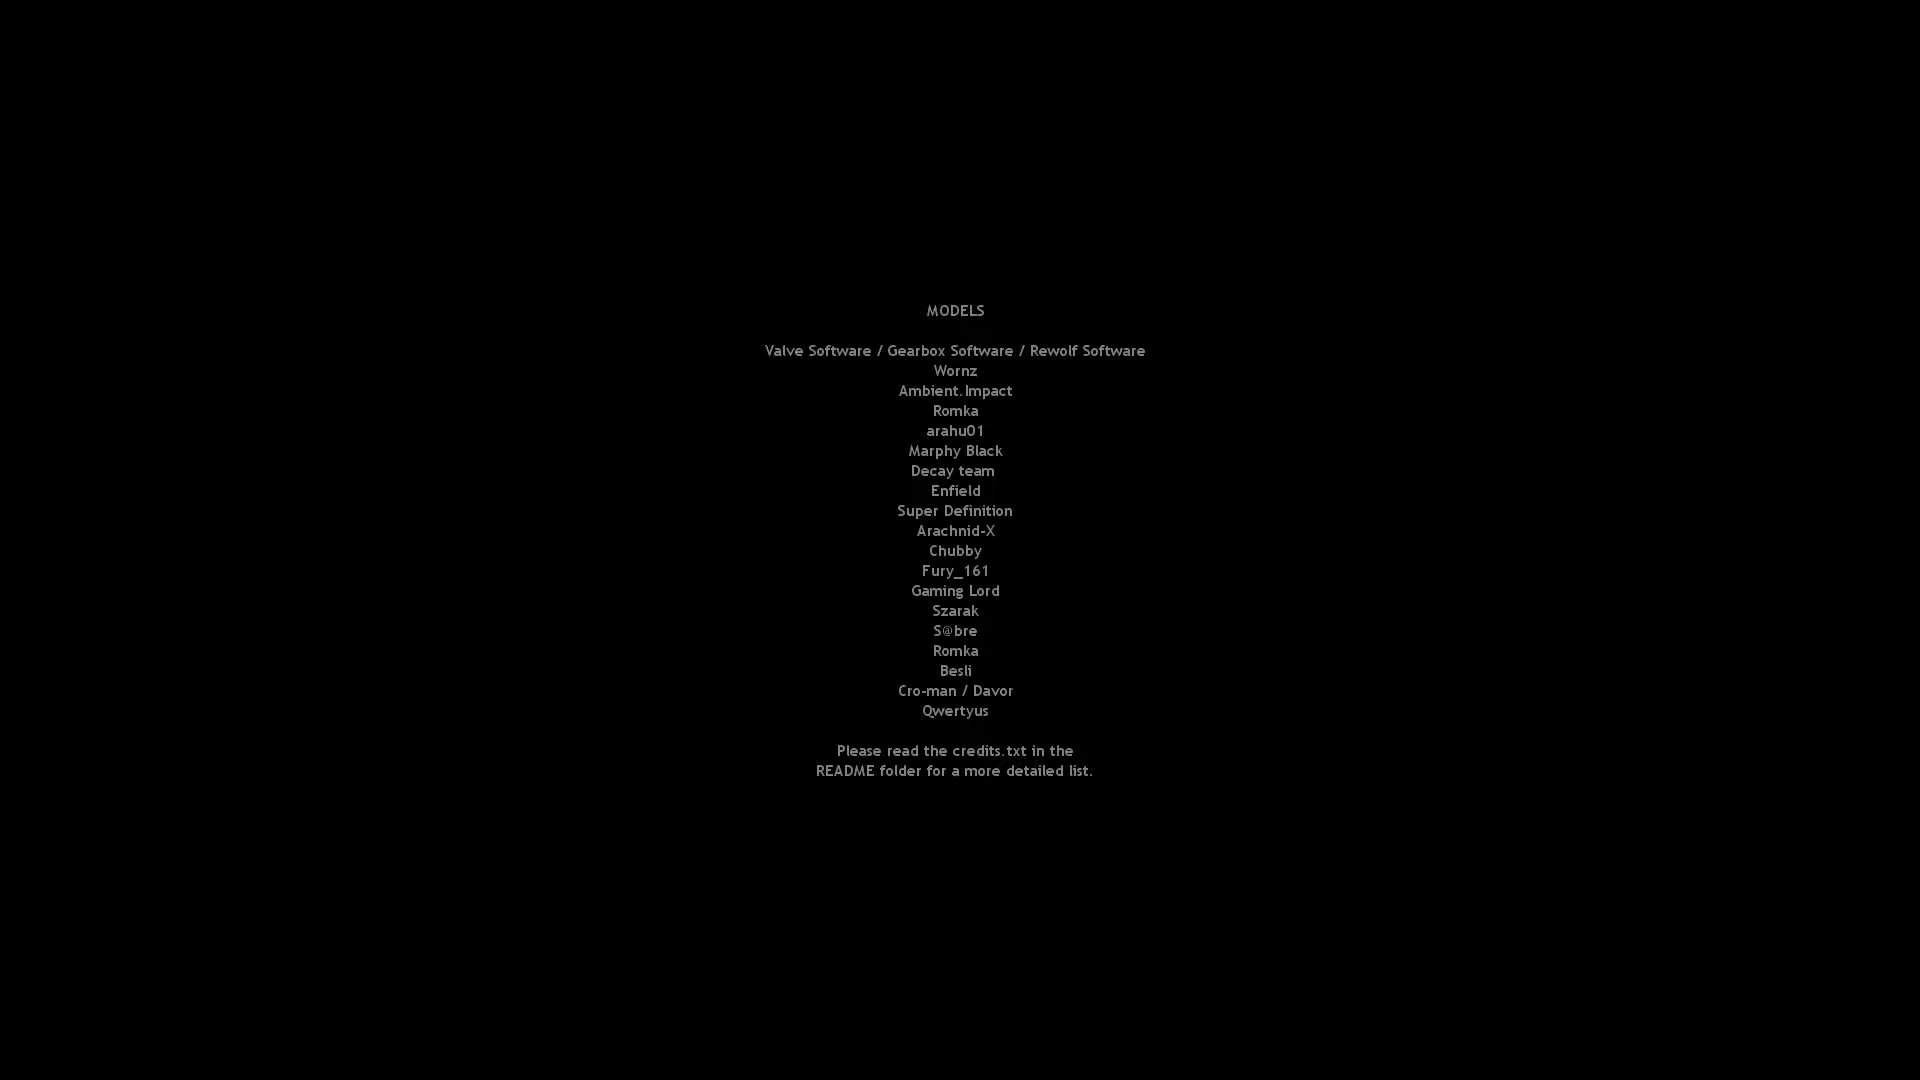 MODELS
Valve Software / Gearbox Software / Rewolf Software
Wornz
Ambient.Impact
Romka
arahu01
Marphy Black
Decay team
Enfield
Super Definition
Arachnid-X
Chubby
Fury_161
Gaming Lord
Szarak
S@bre
Romka
Besli
Cro-man / Davor
Qwertyus
Please read the credits.txt in the
README folder for a more detailed list.